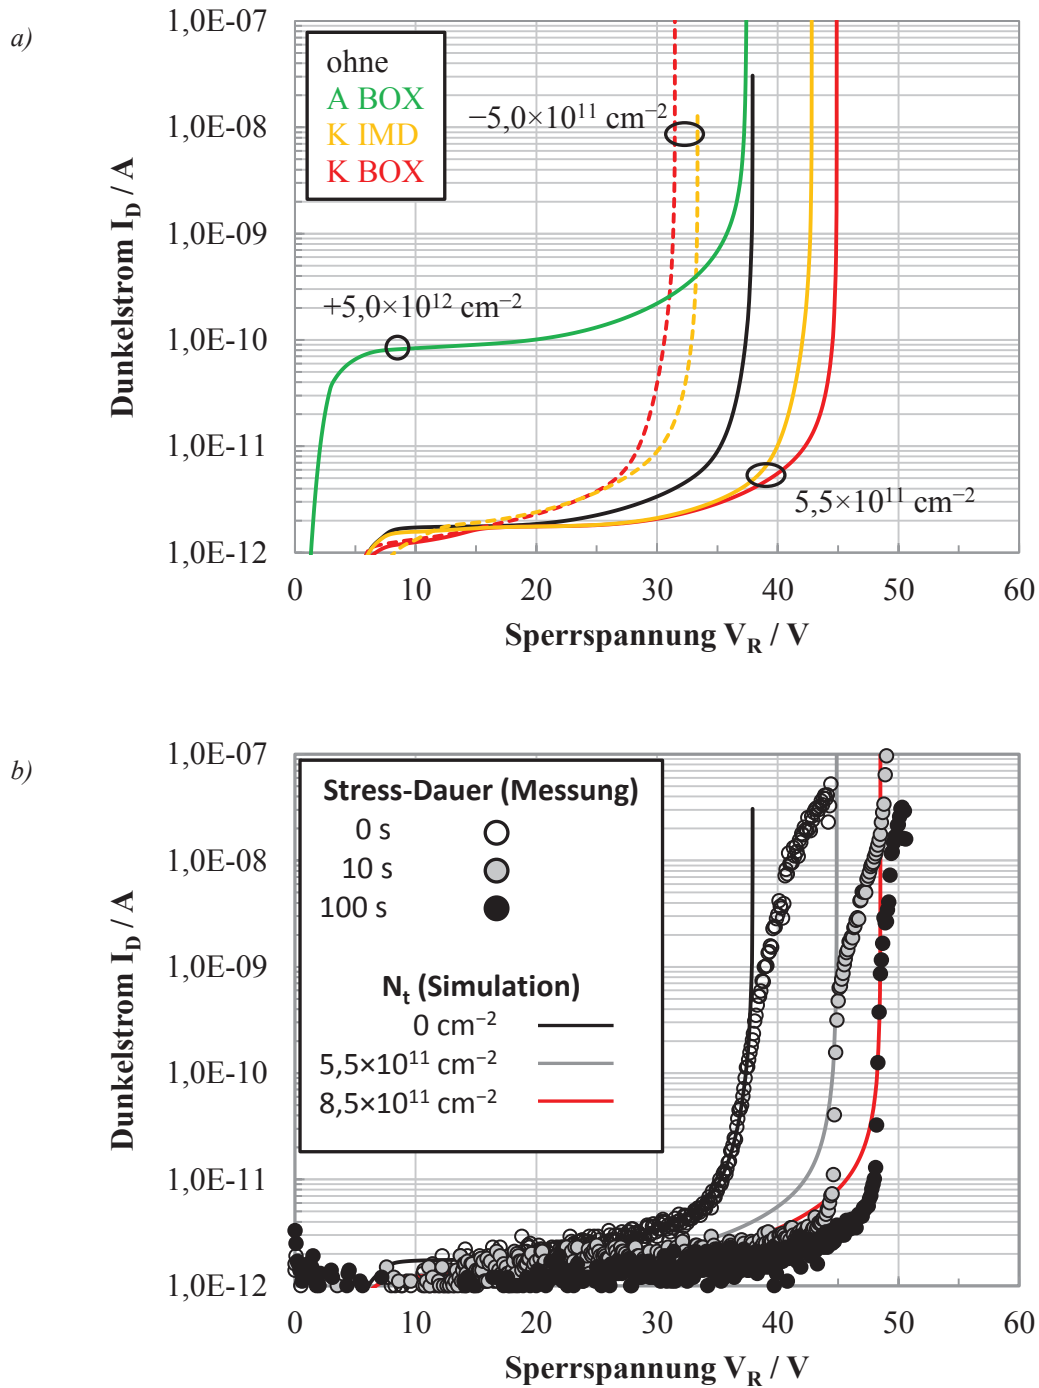 a)
1,0E-07
1,0E-08
1,0E-09
1,0E-10
1,0E-11
1,0E-12
Dunkelstrom I_D / A
ohne
A BOX
K IMD
K BOX
−5,0×10¹¹ cm⁻²
+5,0×10¹² cm⁻²
5,5×10¹¹ cm⁻²
0 10 20 30 40 50 60
Sperrspannung V_R / V
b)
1,0E-07
1,0E-08
1,0E-09
1,0E-10
1,0E-11
1,0E-12
Dunkelstrom I_D / A
Stress-Dauer (Messung)
0 s
10 s
100 s
N_t (Simulation)
0 cm⁻²
5,5×10¹¹ cm⁻²
8,5×10¹¹ cm⁻²
0 10 20 30 40 50 60
Sperrspannung V_R / V